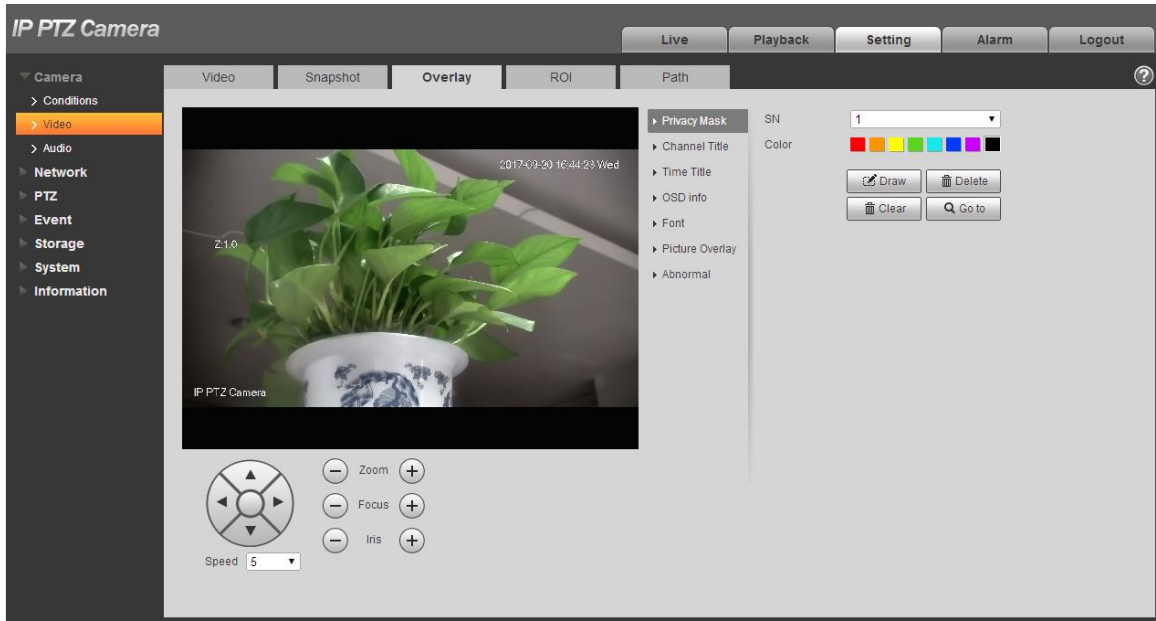 IP PTZ Camera
Live Playback Setting Alarm Logout
Camera
Conditions
Video
Audio
Network
PTZ
Event
Storage
System
Information
Video Snapshot Overlay ROI Path
?
2017-09-20 16:44:23 Wed
Z:1.0
IP PTZ Camera
Privacy Mask
Channel Title
Time Title
OSD info
Font
Picture Overlay
Abnormal
SN 1
Color
Draw Delete
Clear Go to
Zoom
Focus
Iris
Speed 5